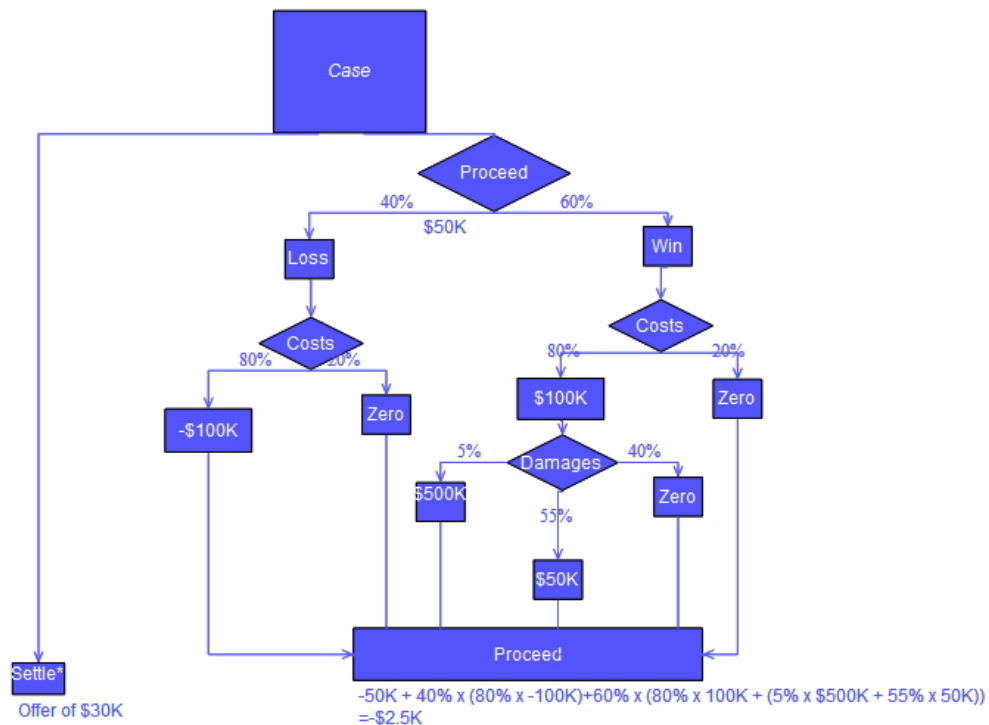 Case
Proceed
40% 60%
$50K
Loss Win
Costs Costs
80% 20% 80% 20%
-$100K Zero $100K Zero
Damages
5% 40%
$500K Zero
55%
$50K
Proceed
Settle*
Offer of $30K
-50K + 40% x (80% x -100K)+60% x (80% x 100K + (5% x $500K + 55% x 50K))
=-$2.5K